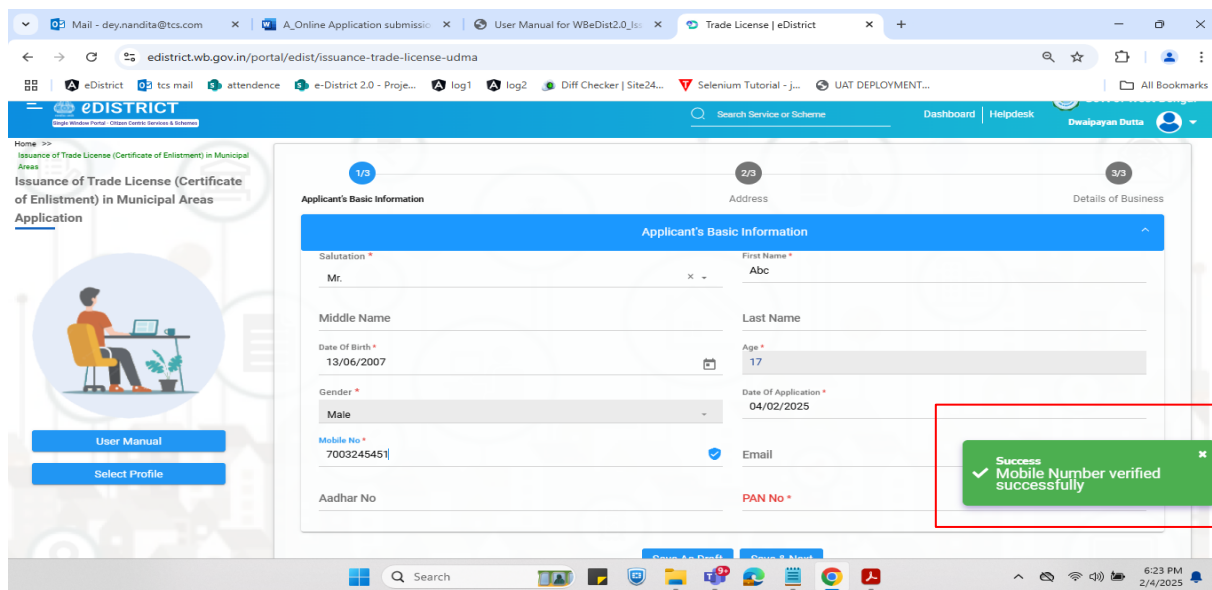 Mail - dey.nandita@tcs.com
A_Online Application submissio
User Manual for WBeDist2.0_Iss
Trade License | eDistrict
edistrict.wb.gov.in/portal/edist/issuance-trade-license-udma
eDistrict
tcs mail
attendence
e-District 2.0 - Proje...
log1
log2
Diff Checker | Site24...
Selenium Tutorial - j...
UAT DEPLOYMENT...
All Bookmarks
eDISTRICT
Single Window Portal - Citizen Centric Services & Schemes
Search Service or Scheme
Dashboard
Helpdesk
Dwaipayan Dutta
Home >>
Issuance of Trade License (Certificate of Enlistment) in Municipal
Areas
Issuance of Trade License (Certificate
of Enlistment) in Municipal Areas
Application
User Manual
Select Profile
1/3
2/3
3/3
Applicant's Basic Information
Address
Details of Business
Applicant's Basic Information
Salutation *
Mr.
First Name *
Abc
Middle Name
Last Name
Date Of Birth *
13/06/2007
Age *
17
Gender *
Male
Date Of Application *
04/02/2025
Mobile No *
7003245451
Email
Aadhar No
PAN No *
Success
Mobile Number verified
successfully
Save As Draft
Save & Next
Search
9+
6:23 PM
2/4/2025